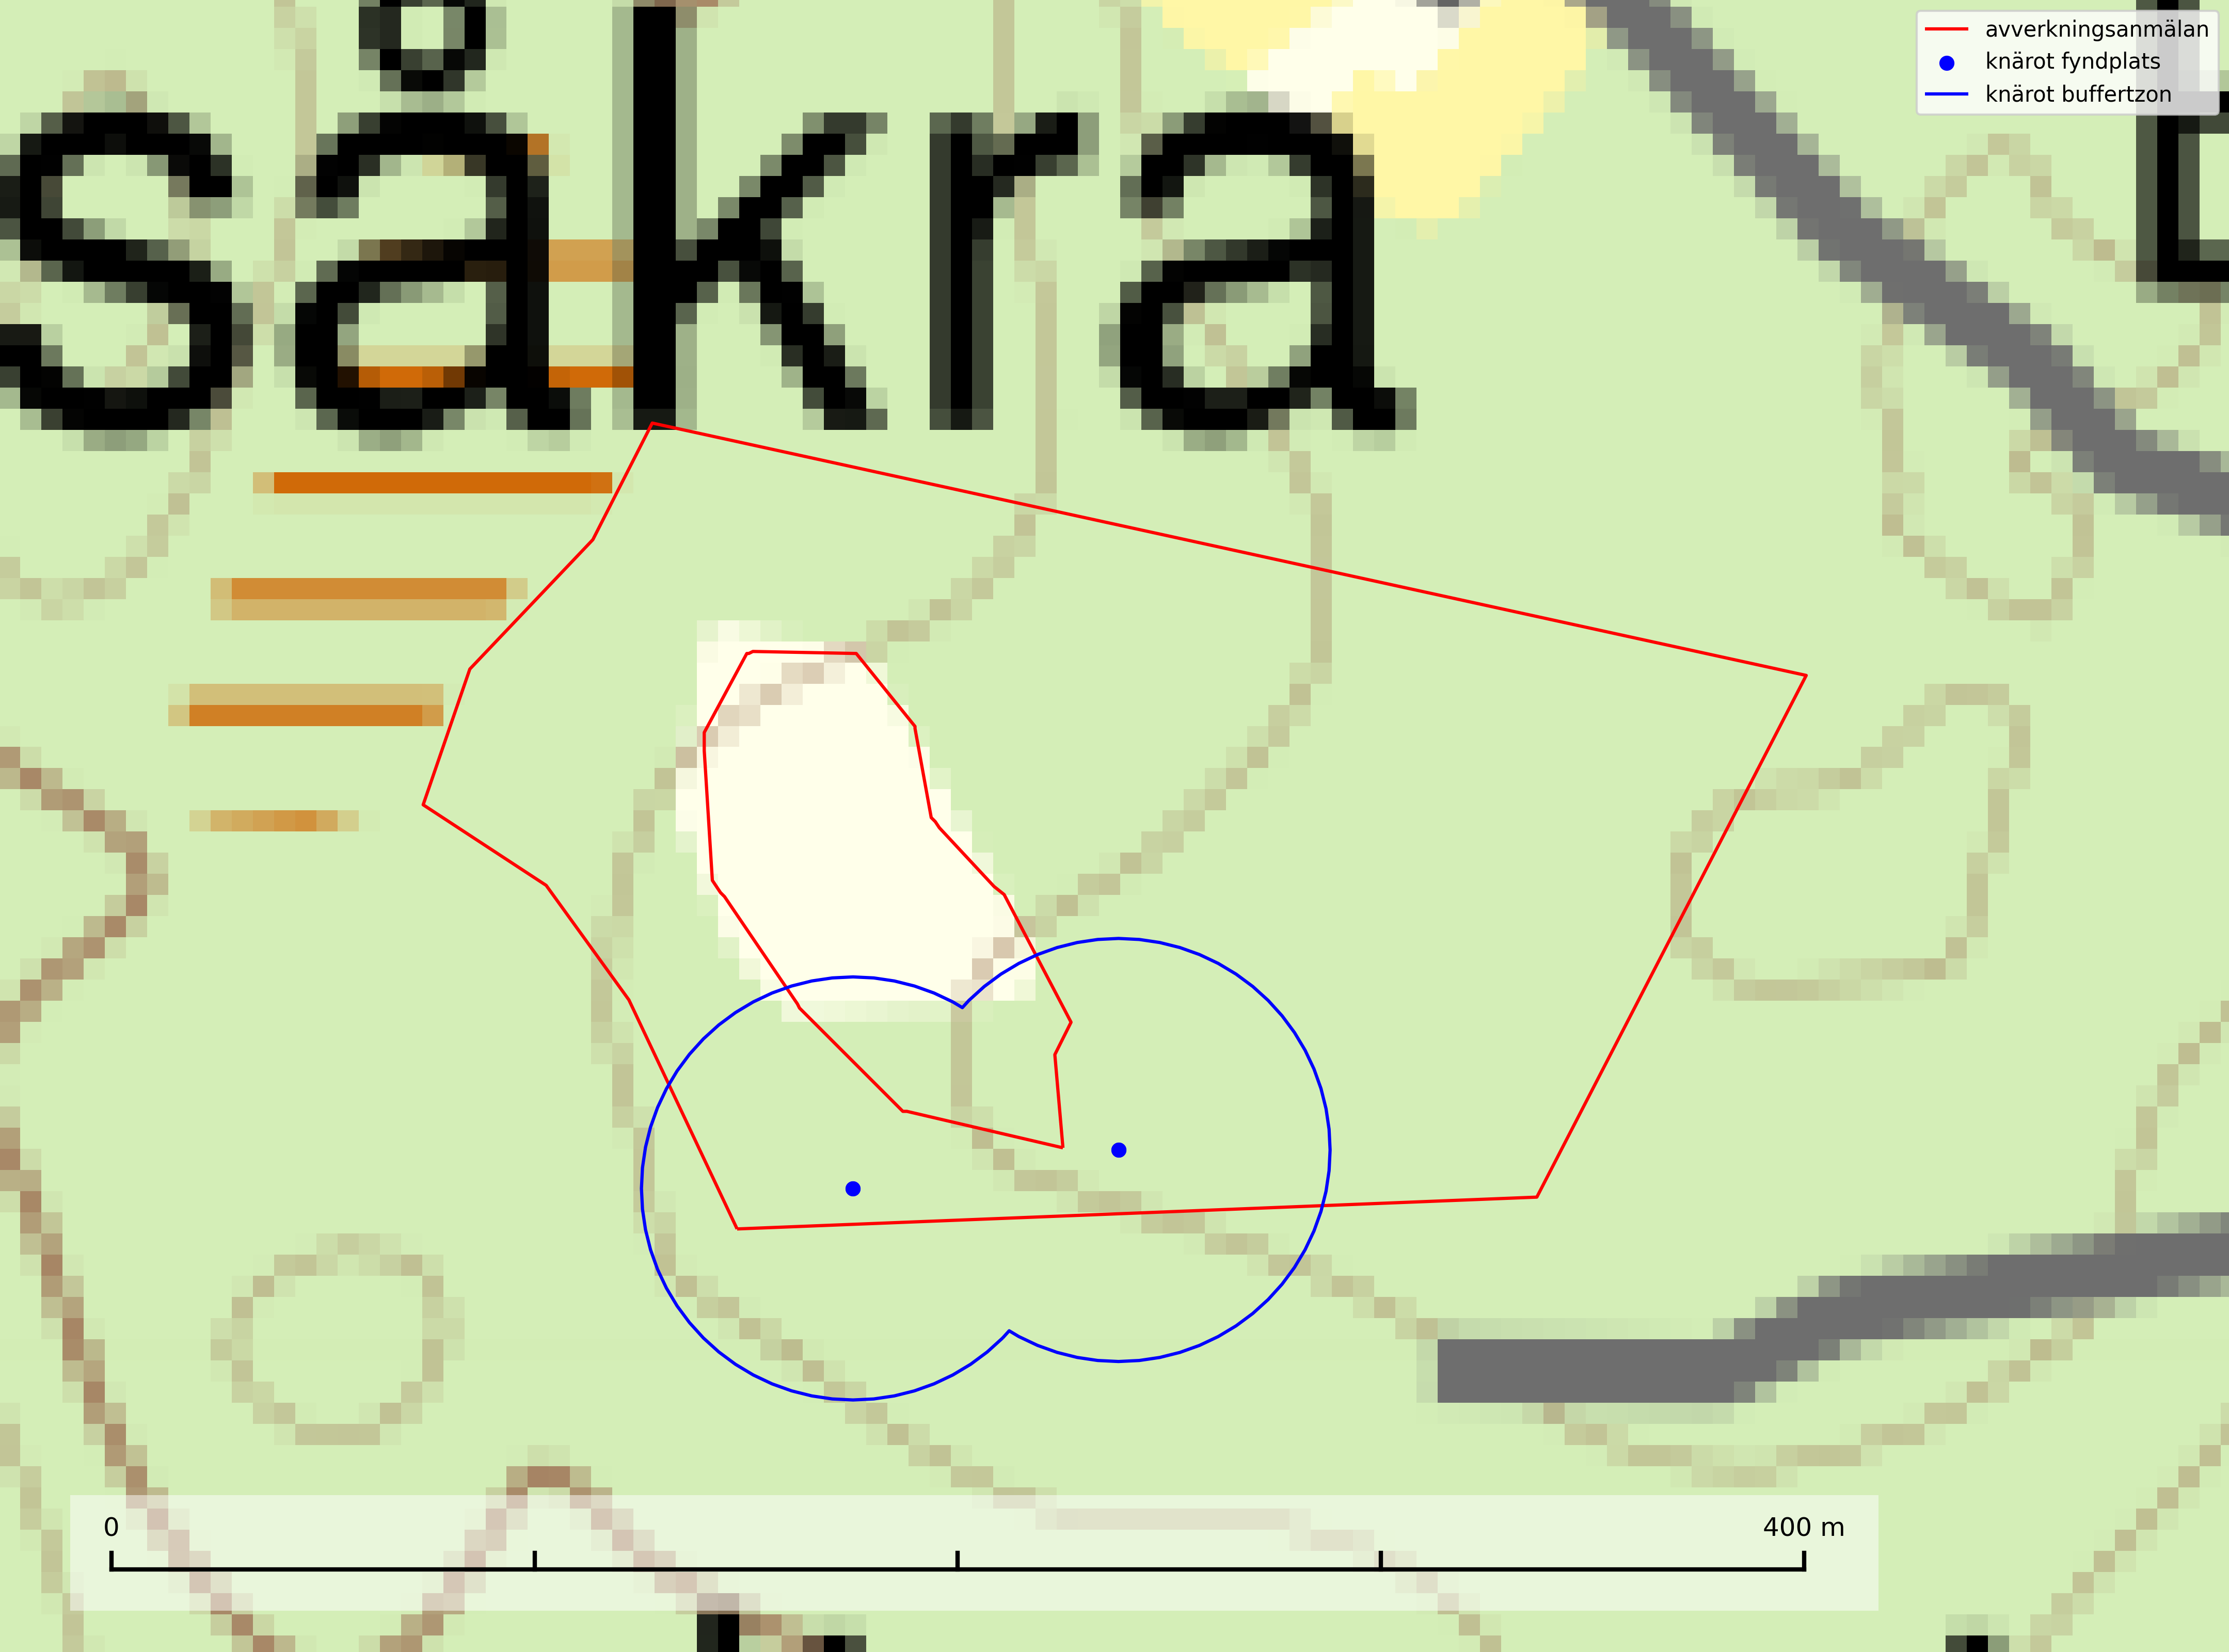 såkra
avverkningsanmälan
knärot fyndplats
knärot buffertzon
0
400 m